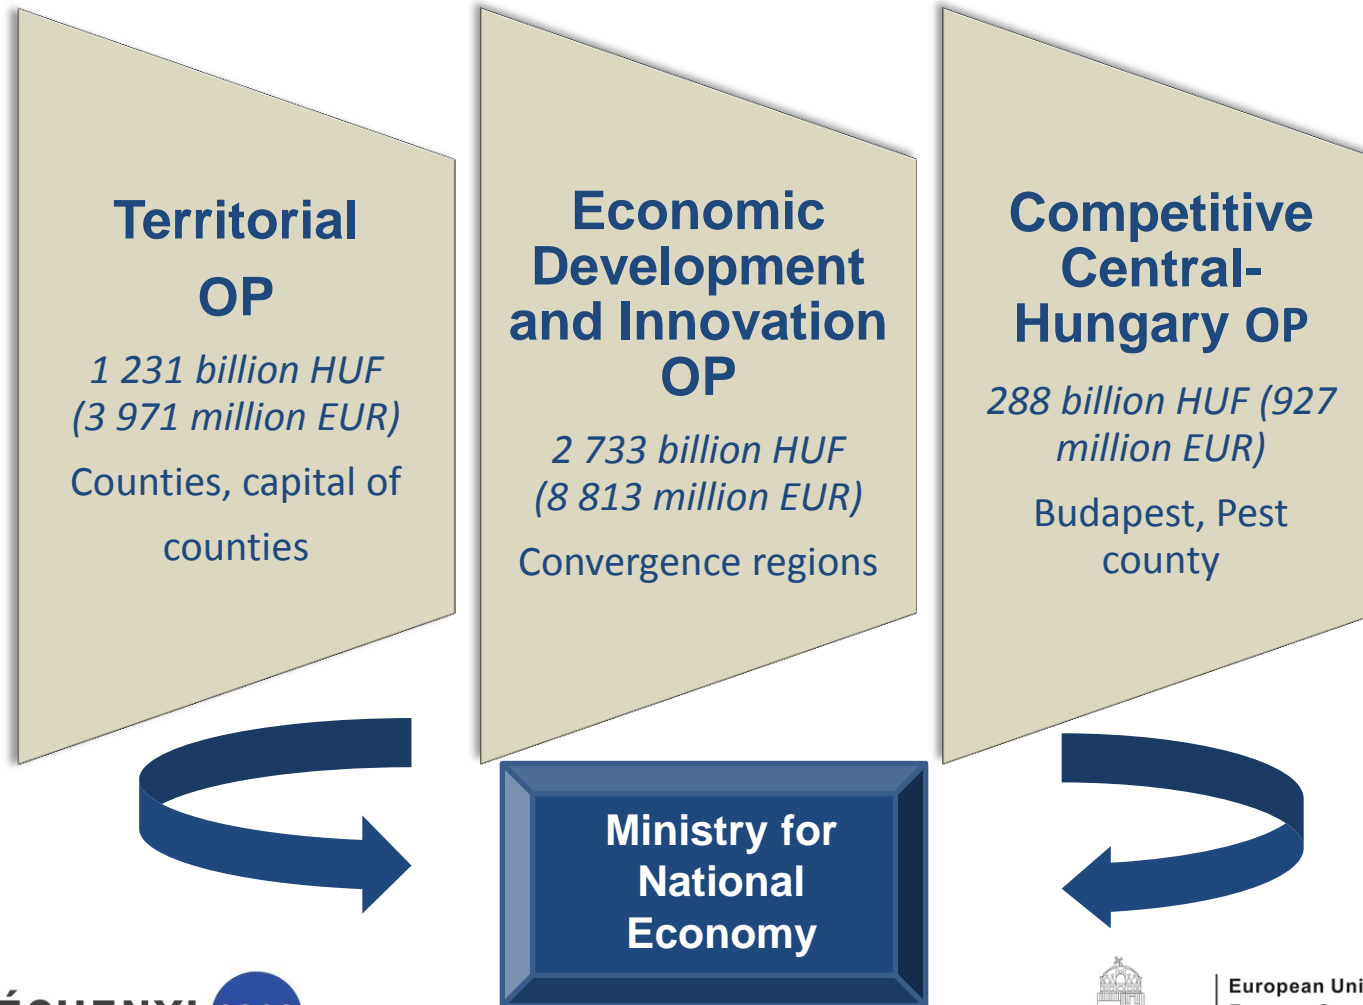 Territorial
OP
1 231 billion HUF
(3 971 million EUR)
Counties, capital of
counties
Economic
Development
and Innovation
OP
2 733 billion HUF
(8 813 million EUR)
Convergence regions
Competitive
Central-
Hungary OP
288 billion HUF (927
million EUR)
Budapest, Pest
county
Ministry for
National
Economy
European Uni